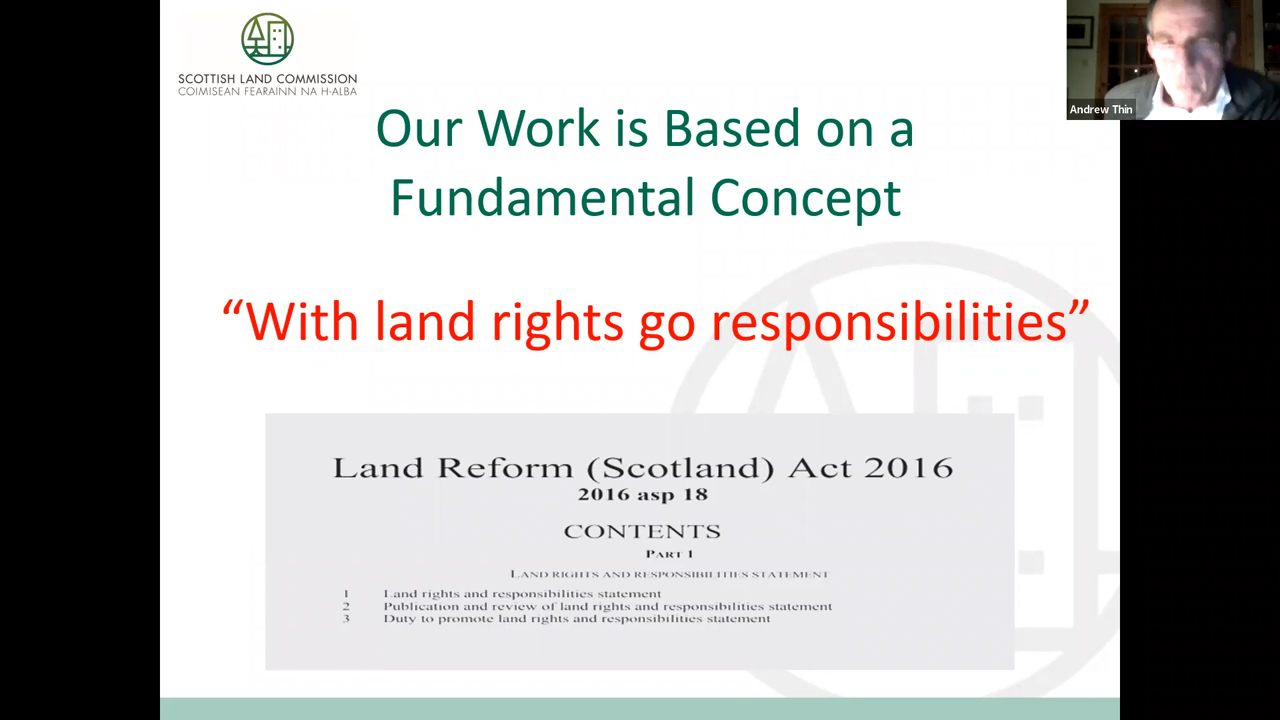 SCOTTISH LAND COMMISSION
COIMISEAN FEARAINN NA H-ALBA
Andrew Thin
Our Work is Based on a
Fundamental Concept
“With land rights go responsibilities”
Land Reform (Scotland) Act 2016
2016 asp 18
CONTENTS
PART 1
LAND RIGHTS AND RESPONSIBILITIES STATEMENT
1 Land rights and responsibilities statement
2 Publication and review of land rights and responsibilities statement
3 Duty to promote land rights and responsibilities statement